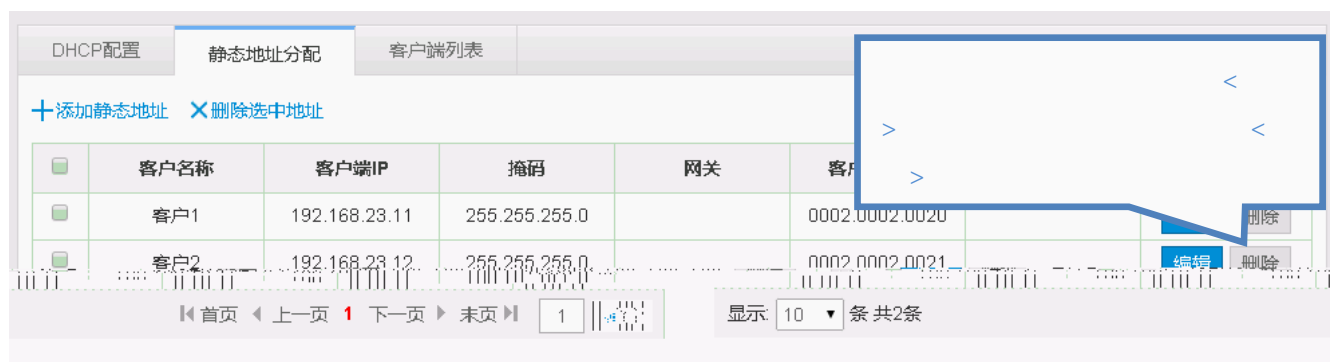 DHCP配置 静态地址分配 客户端列表
<
添加静态地址 删除选中地址
> <
客户名称 客户端IP 掩码 网关
>
客户1 192.168.23.11 255.255.255.0 0002.0002.0020 删除
客户2 192.168.23.12 255.255.255.0 0002.0002.0021 编辑 删除
首页 上一页 1 下一页 末页 1 显示: 10 条 共2条